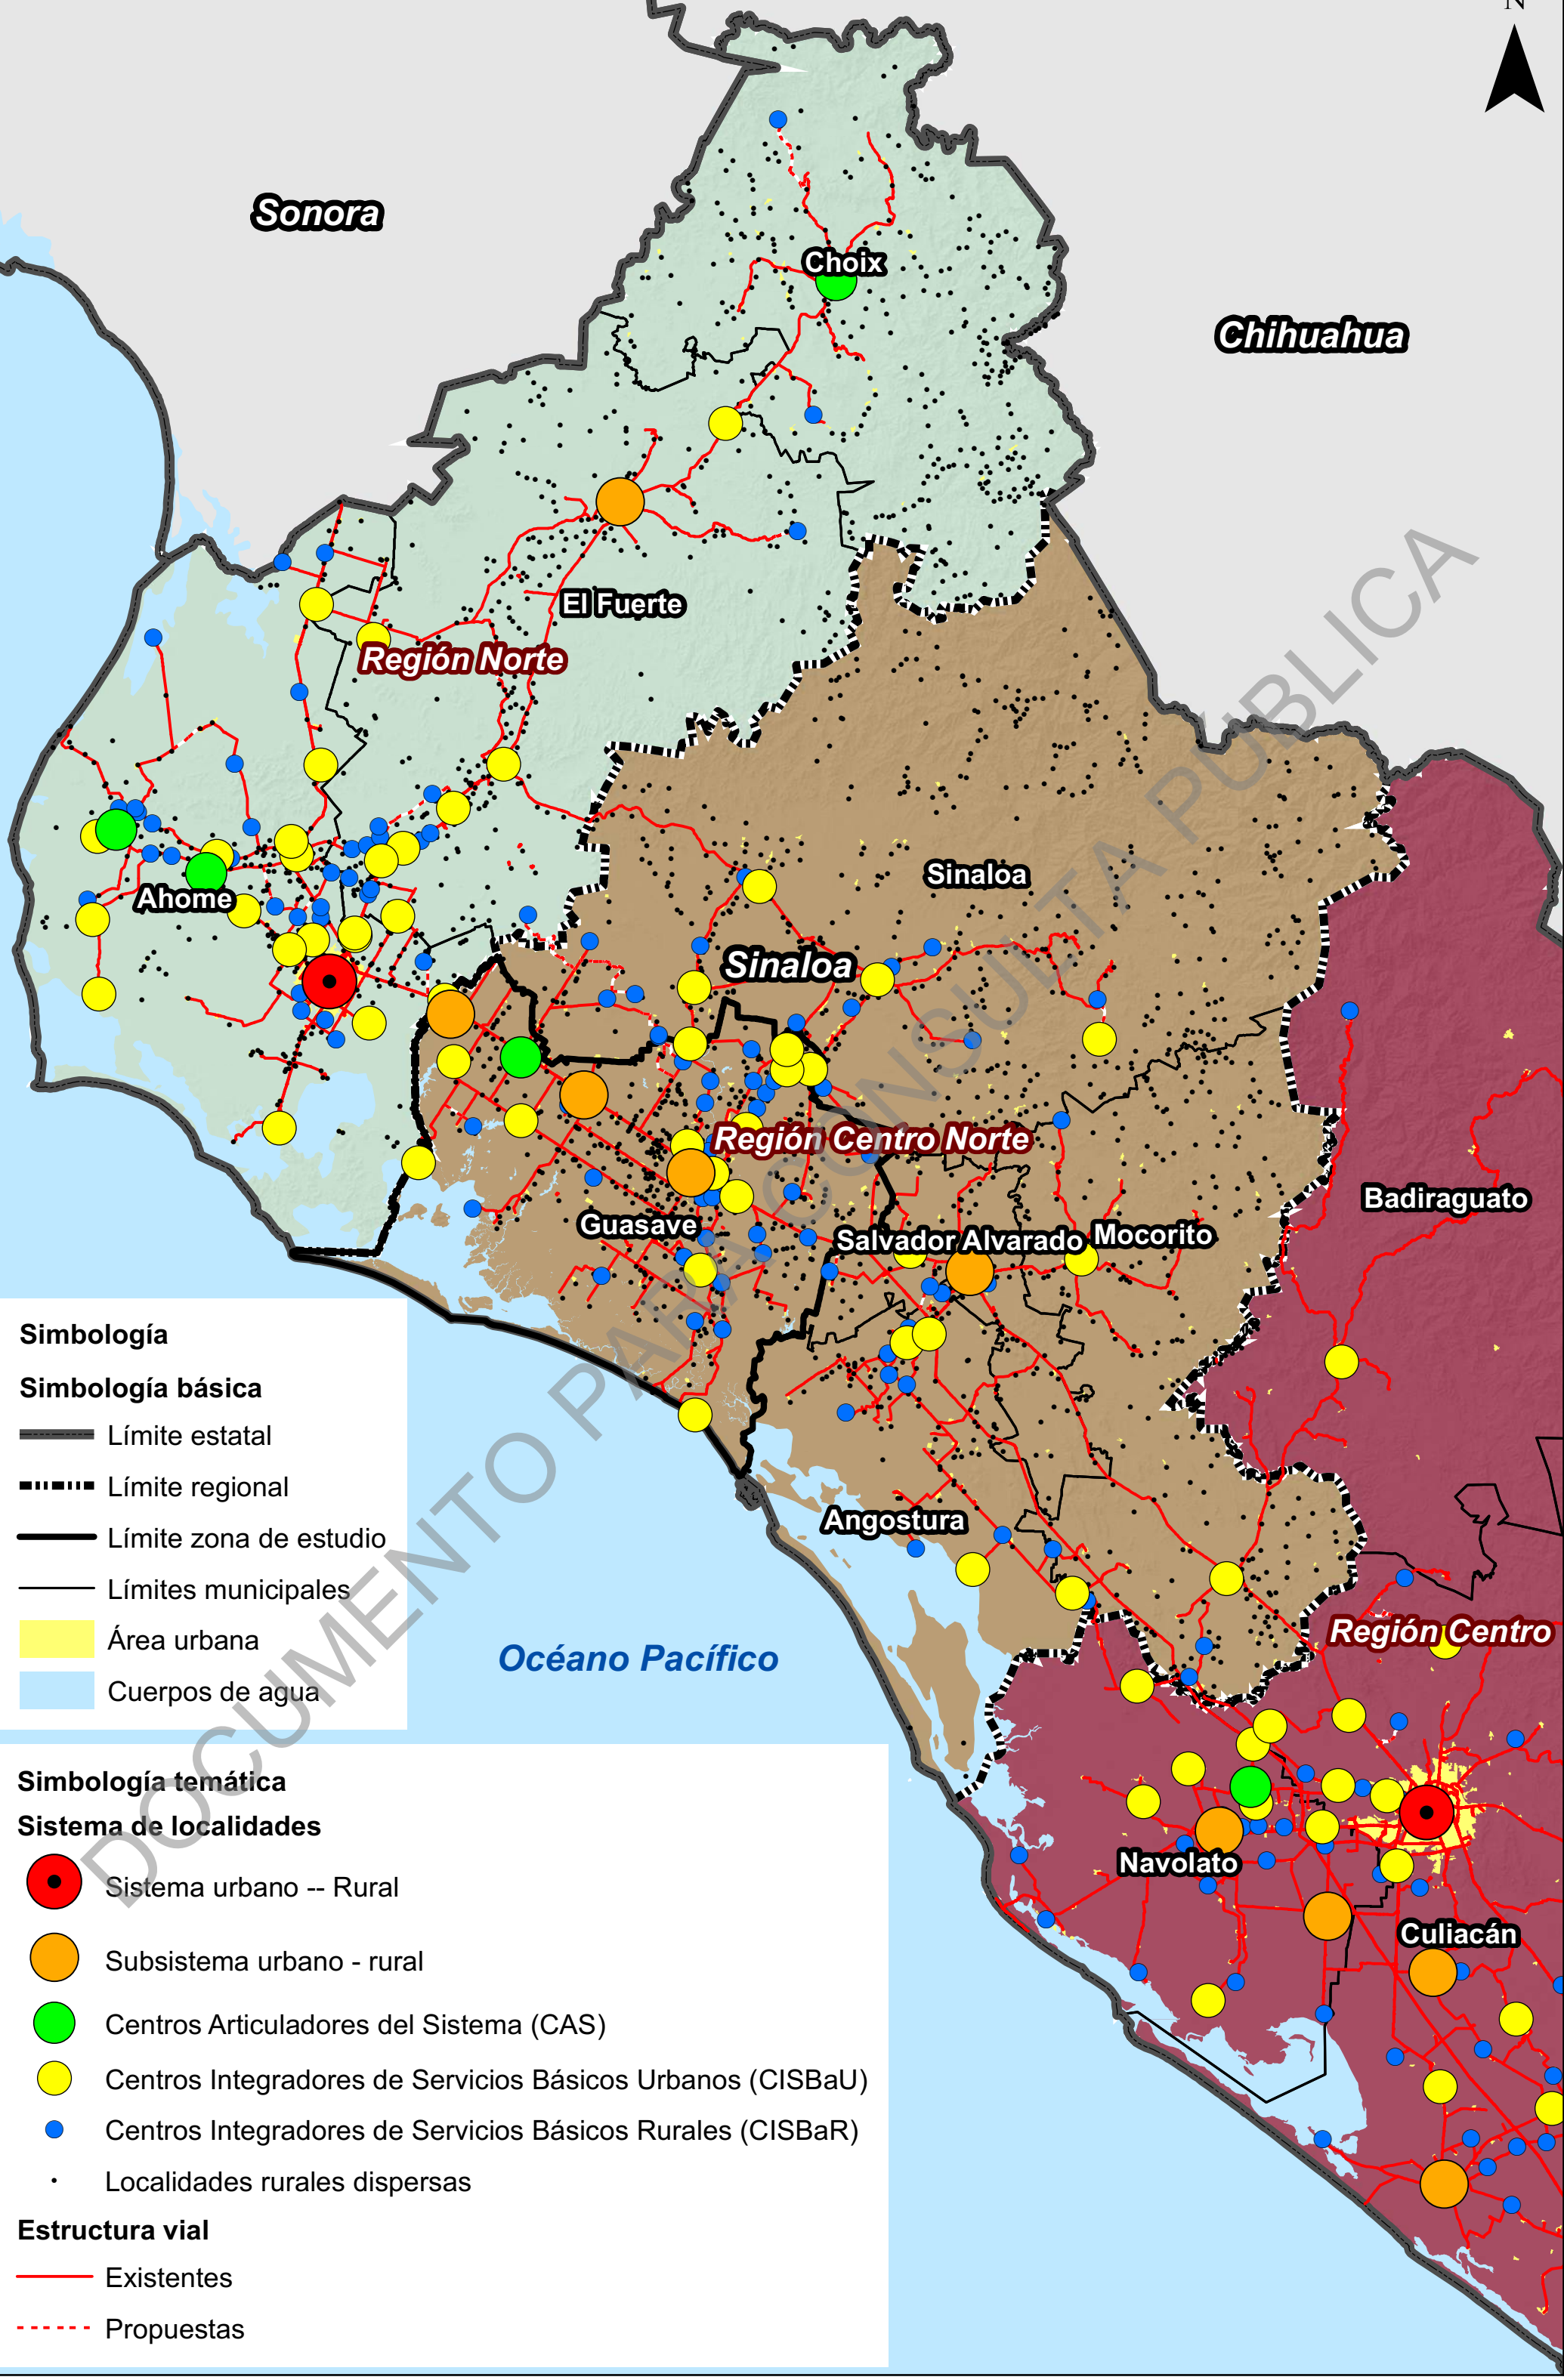 N
Sonora
Choix
Chihuahua
El Fuerte
Región Norte
Sinaloa
Ahome
Sinaloa
Región Centro Norte
Badiraguato
Guasave
Salvador Alvarado
Mocorito
Angostura
Océano Pacífico
Región Centro
Navolato
Culiacán
DOCUMENTO PARA CONSULTA PÚBLICA
Simbología
Simbología básica
Límite estatal
Límite regional
Límite zona de estudio
Límites municipales
Área urbana
Cuerpos de agua
Simbología temática
Sistema de localidades
Sistema urbano -- Rural
Subsistema urbano - rural
Centros Articuladores del Sistema (CAS)
Centros Integradores de Servicios Básicos Urbanos (CISBaU)
Centros Integradores de Servicios Básicos Rurales (CISBaR)
Localidades rurales dispersas
Estructura vial
Existentes
Propuestas